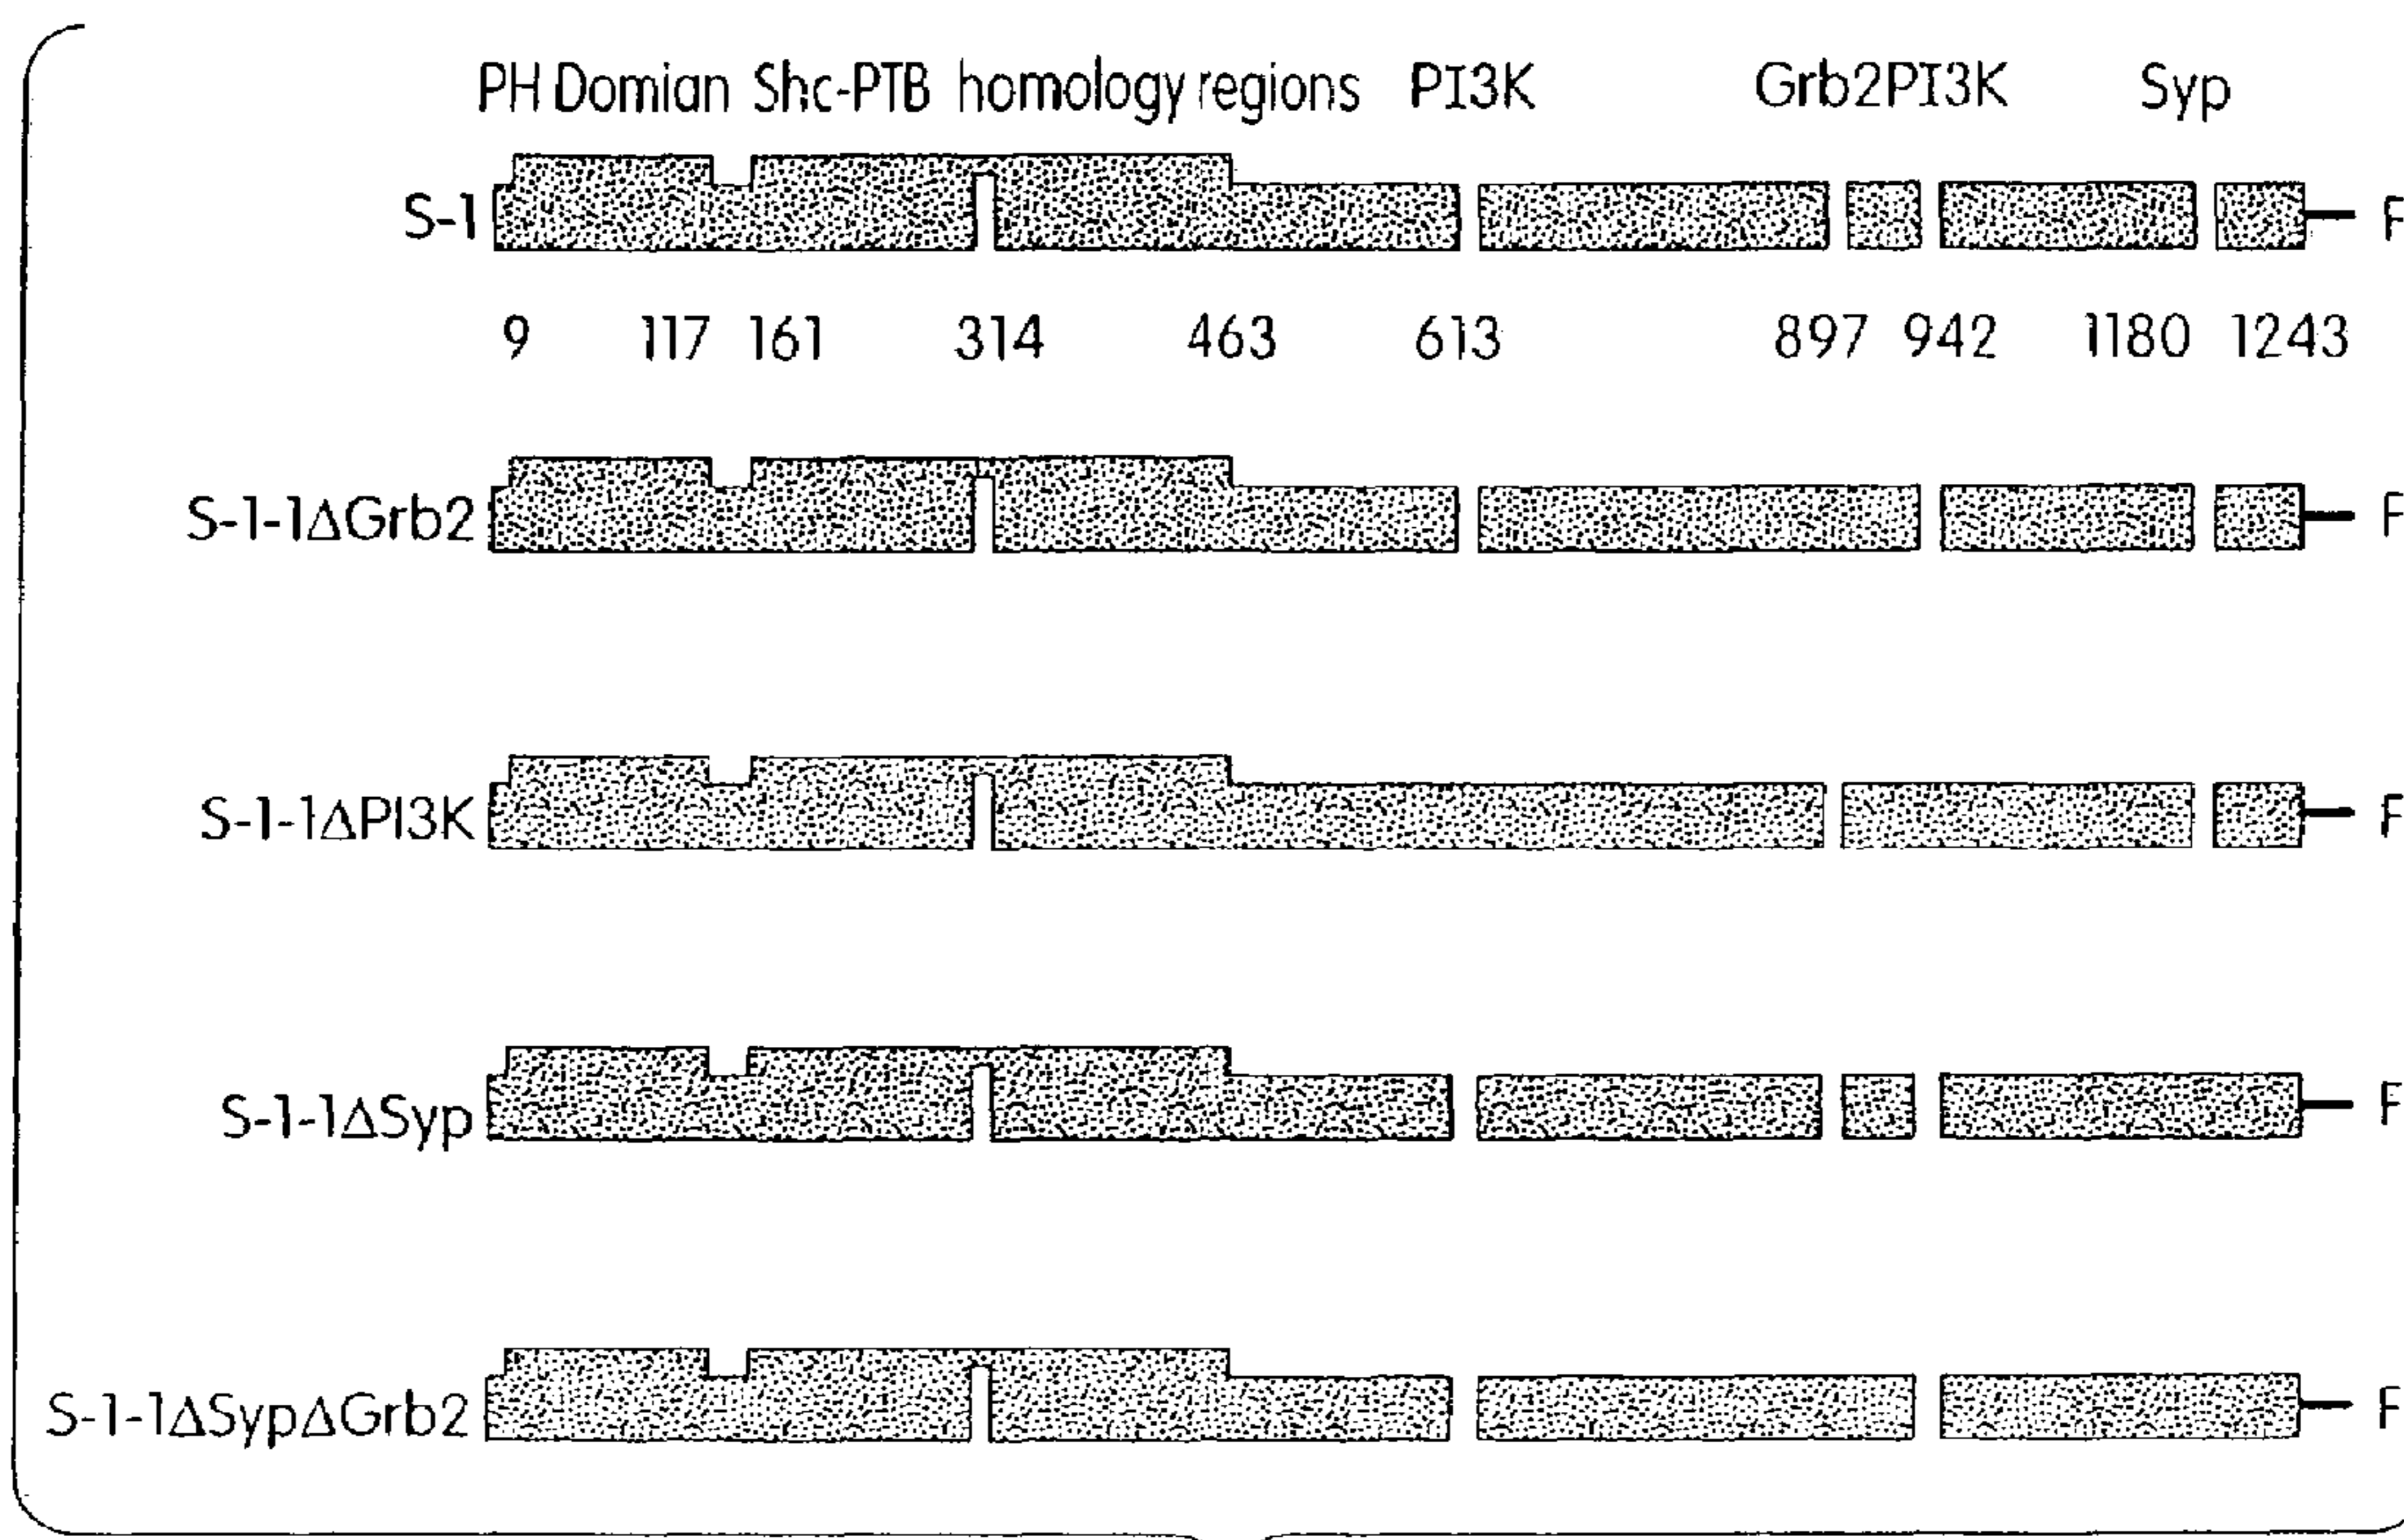 PH Domian Shc-PTB homology regions PI3K Grb2PI3K Syp
S-1 F
9 117 161 314 463 613 897 942 1180 1243
S-1-1ΔGrb2 F
S-1-1ΔPI3K F
S-1-1ΔSyp F
S-1-1ΔSypΔGrb2 F